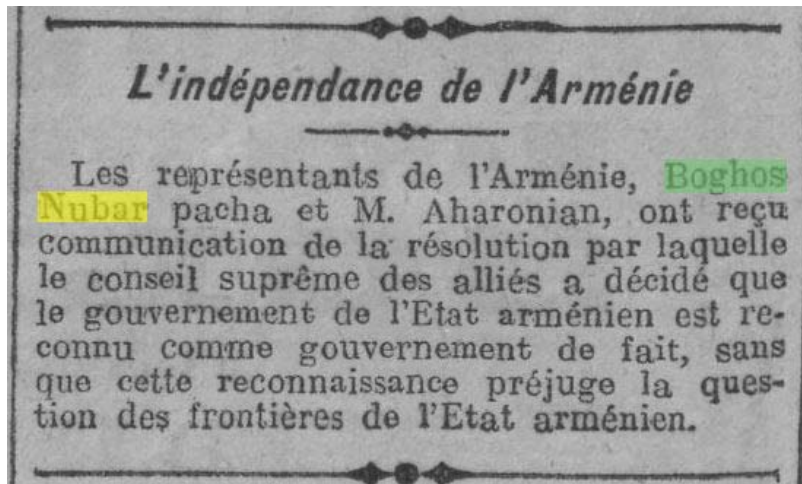 L'indépendance de l'Arménie
Les représentants de l'Arménie, Boghos
Nubar pacha et M. Aharonian, ont reçu
communication de la résolution par laquelle
le conseil suprême des alliés a décidé que
le gouvernement de l'Etat arménien est re-
connu comme gouvernement de fait, sans
que cette reconnaissance préjuge la ques-
tion des frontières de l'Etat arménien.